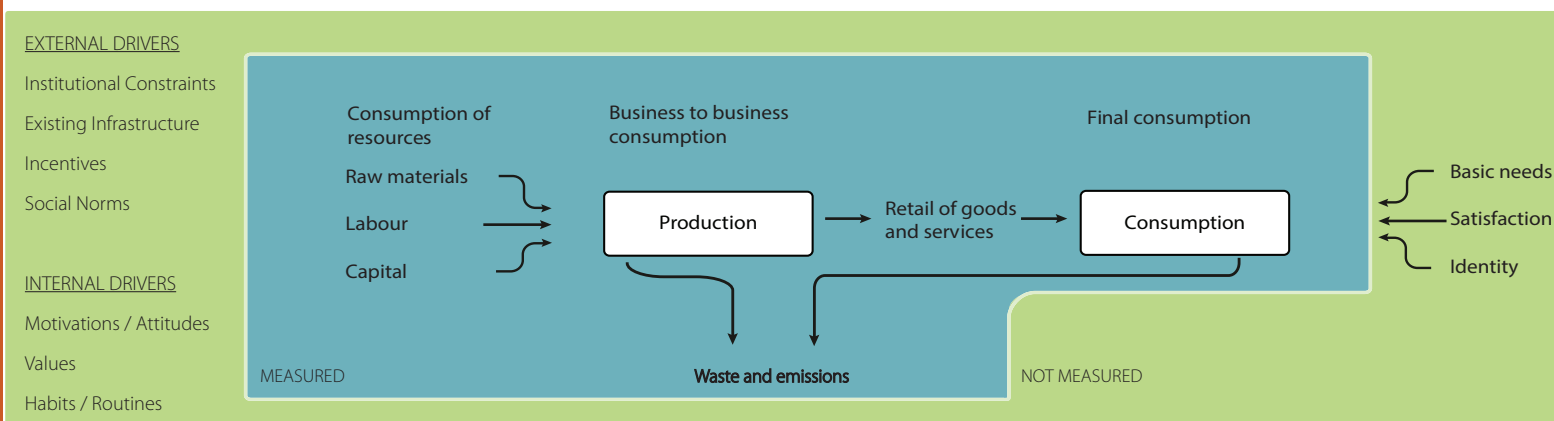 EXTERNAL DRIVERS
Institutional Constraints
Existing Infrastructure
Incentives
Social Norms
INTERNAL DRIVERS
Motivations / Attitudes
Values
Habits / Routines
Consumption of
resources
Raw materials
Labour
Capital
Business to business
consumption
Production
Retail of goods
and services
Final consumption
Consumption
Waste and emissions
MEASURED
NOT MEASURED
Basic needs
Satisfaction
Identity